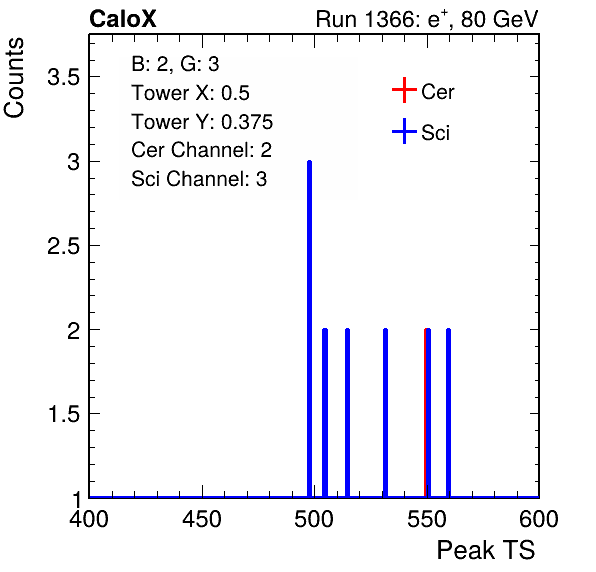 CaloX Run 1366: e⁺, 80 GeV
Counts
B: 2, G: 3
Tower X: 0.5
Tower Y: 0.375
Cer Channel: 2
Sci Channel: 3
Cer
Sci
3.5
3
2.5
2
1.5
1
400 450 500 550 600
Peak TS